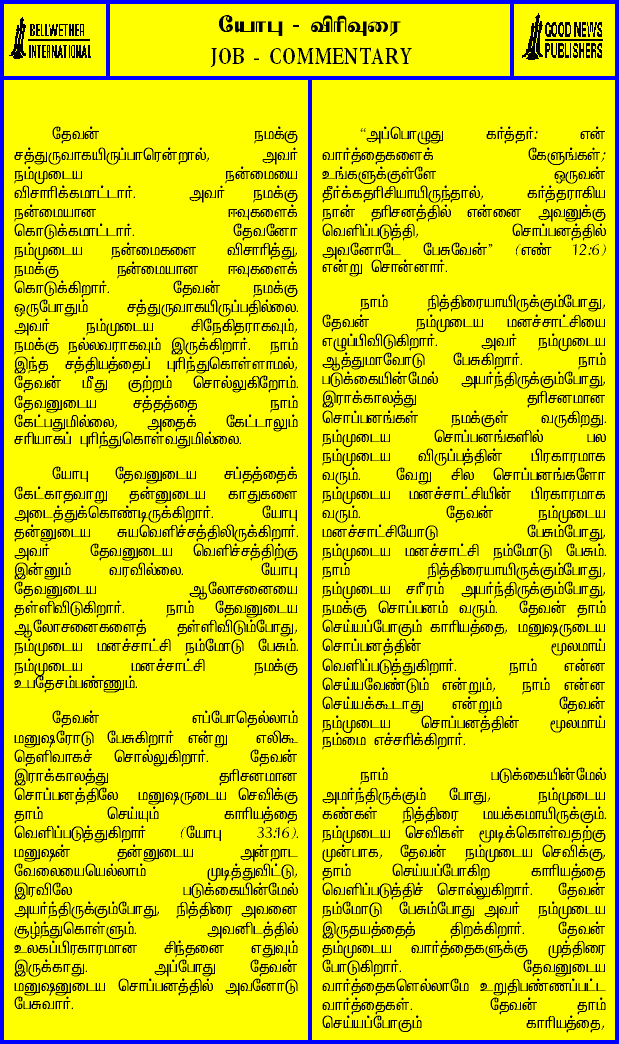 BELLWETHER
INTERNATIONAL
யோபு - விரிவுரை
JOB - COMMENTARY
GOOD NEWS
PUBLISHERS
தேவன் நமக்கு
சத்துருவாகயிருப்பாரென்றால், அவர்
நம்முடைய நன்மையை
விசாரிக்கமாட்டார். அவர் நமக்கு
நன்மையான ஈவுகளைக்
கொடுக்கமாட்டார். தேவனோ
நம்முடைய நன்மைகளை விசாரித்து,
நமக்கு நன்மையான ஈவுகளைக்
கொடுக்கிறார். தேவன் நமக்கு
ஒருபோதும் சத்துருவாகயிருப்பதில்லை.
அவர் நம்முடைய சிநேகிதராகவும்,
நமக்கு நல்லவராகவும் இருக்கிறார். நாம்
இந்த சத்தியத்தைப் புரிந்துகொள்ளாமல்,
தேவன் மீது குற்றம் சொல்லுகிறோம்.
தேவனுடைய சத்தத்தை நாம்
கேட்பதுமில்லை, அதைக் கேட்டாலும்
சரியாகப் புரிந்துகொள்வதுமில்லை.
யோபு தேவனுடைய சப்தத்தைக்
கேட்காதவாறு தன்னுடைய காதுகளை
அடைத்துக்கொண்டிருக்கிறார். யோபு
தன்னுடைய சுயவெளிச்சத்திலிருக்கிறார்.
அவர் தேவனுடைய வெளிச்சத்திற்கு
இன்னும் வரவில்லை. யோபு
தேவனுடைய ஆலோசனையை
தள்ளிவிடுகிறார். நாம் தேவனுடைய
ஆலோசனைகளைத் தள்ளிவிடும்போது,
நம்முடைய மனச்சாட்சி நம்மோடு பேசும்.
நம்முடைய மனச்சாட்சி நமக்கு
உபதேசம்பண்ணும்.
தேவன் எப்போதெல்லாம்
மனுஷரோடு பேசுகிறார் என்று எலிகூ
தெளிவாகச் சொல்லுகிறார். தேவன்
இராக்காலத்து தரிசனமான
சொப்பனத்திலே மனுஷருடைய செவிக்கு
தாம் செய்யும் காரியத்தை
வெளிப்படுத்துகிறார் (யோபு 33:16).
மனுஷன் தன்னுடைய அன்றாட
வேலையையெல்லாம் முடித்துவிட்டு,
இரவிலே படுக்கையின்மேல்
அயர்ந்திருக்கும்போது, நித்திரை அவனை
சூழ்ந்துகொள்ளும். அவனிடத்தில்
உலகப்பிரகாரமான சிந்தனை எதுவும்
இருக்காது. அப்போது தேவன்
மனுஷனுடைய சொப்பனத்தில் அவனோடு
பேசுவார்.
“அப்பொழுது கர்த்தர்: என்
வார்த்தைகளைக் கேளுங்கள்;
உங்களுக்குள்ளே ஒருவன்
தீர்க்கதரிசியாயிருந்தால், கர்த்தராகிய
நான் தரிசனத்தில் என்னை அவனுக்கு
வெளிப்படுத்தி, சொப்பனத்தில்
அவனோடே பேசுவேன்” (எண் 12:6)
என்று சொன்னார்.
நாம் நித்திரையாயிருக்கும்போது,
தேவன் நம்முடைய மனச்சாட்சியை
எழுப்பிவிடுகிறார். அவர் நம்முடைய
ஆத்துமாவோடு பேசுகிறார். நாம்
படுக்கையின்மேல் அயர்ந்திருக்கும்போது,
இராக்காலத்து தரிசனமான
சொப்பனங்கள் நமக்குள் வருகிறது.
நம்முடைய சொப்பனங்களில் பல
நம்முடைய விருப்பத்தின் பிரகாரமாக
வரும். வேறு சில சொப்பனங்களோ
நம்முடைய மனச்சாட்சியின் பிரகாரமாக
வரும். தேவன் நம்முடைய
மனச்சாட்சியோடு பேசும்போது,
நம்முடைய மனச்சாட்சி நம்மோடு பேசும்.
நாம் நித்திரையாயிருக்கும்போது,
நம்முடைய சரீரம் அயர்ந்திருக்கும்போது,
நமக்கு சொப்பனம் வரும். தேவன் தாம்
செய்யப்போகும் காரியத்தை, மனுஷருடைய
சொப்பனத்தின் மூலமாய்
வெளிப்படுத்துகிறார். நாம் என்ன
செய்யவேண்டும் என்றும், நாம் என்ன
செய்யக்கூடாது என்றும் தேவன்
நம்முடைய சொப்பனத்தின் மூலமாய்
நம்மை எச்சரிக்கிறார்.
நாம் படுக்கையின்மேல்
அமர்ந்திருக்கும் போது, நம்முடைய
கண்கள் நித்திரை மயக்கமாயிருக்கும்.
நம்முடைய செவிகள் மூடிக்கொள்வதற்கு
முன்பாக, தேவன் நம்முடைய செவிக்கு,
தாம் செய்யப்போகிற காரியத்தை
வெளிப்படுத்திச் சொல்லுகிறார். தேவன்
நம்மோடு பேசும்போது அவர் நம்முடைய
இருதயத்தைத் திறக்கிறார். தேவன்
தம்முடைய வார்த்தைகளுக்கு முத்திரை
போடுகிறார். தேவனுடைய
வார்த்தைகளெல்லாமே உறுதிபண்ணப்பட்ட
வார்த்தைகள். தேவன் தாம்
செய்யப்போகும் காரியத்தை,